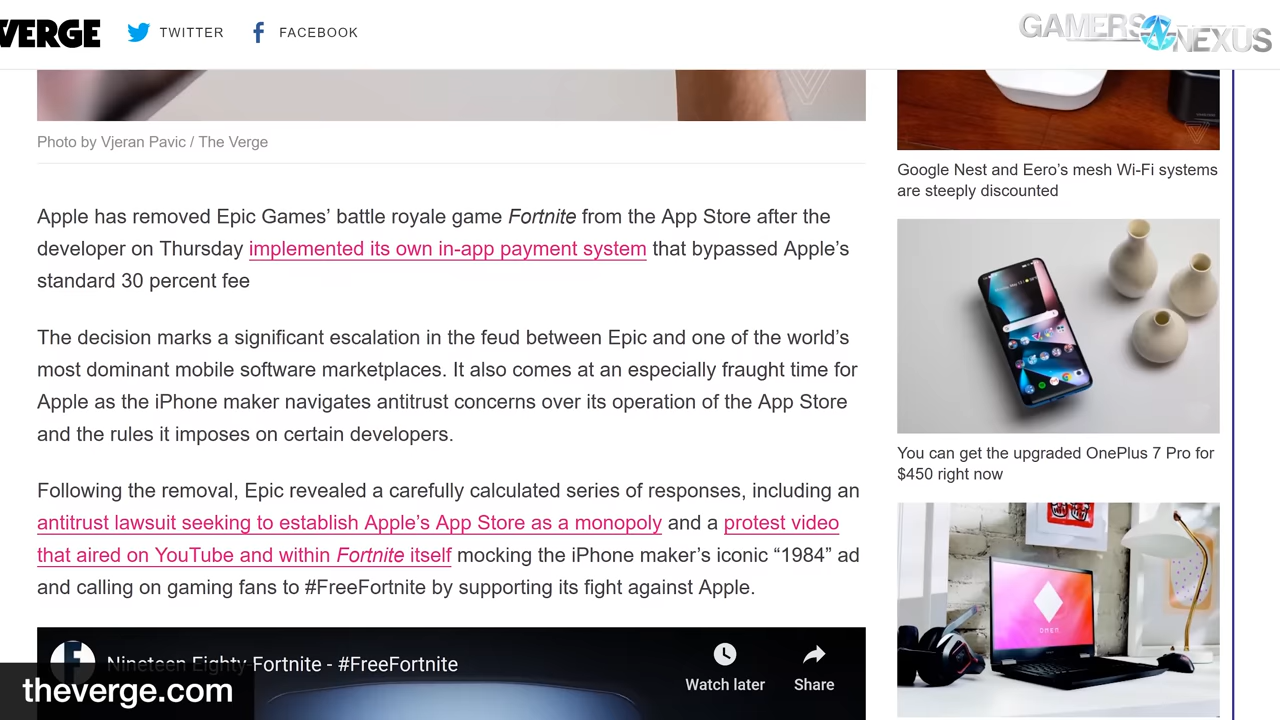 VERGE
TWITTER
FACEBOOK
GAMERS NEXUS
Photo by Vjeran Pavic / The Verge
Apple has removed Epic Games’ battle royale game Fortnite from the App Store after the
developer on Thursday implemented its own in-app payment system that bypassed Apple’s
standard 30 percent fee
The decision marks a significant escalation in the feud between Epic and one of the world’s
most dominant mobile software marketplaces. It also comes at an especially fraught time for
Apple as the iPhone maker navigates antitrust concerns over its operation of the App Store
and the rules it imposes on certain developers.
Following the removal, Epic revealed a carefully calculated series of responses, including an
antitrust lawsuit seeking to establish Apple’s App Store as a monopoly and a protest video
that aired on YouTube and within Fortnite itself mocking the iPhone maker’s iconic “1984” ad
and calling on gaming fans to #FreeFortnite by supporting its fight against Apple.
Nineteen Eighty-Fortnite - #FreeFortnite
Watch later
Share
Google Nest and Eero’s mesh Wi-Fi systems
are steeply discounted
You can get the upgraded OnePlus 7 Pro for
$450 right now
OMEN
theverge.com